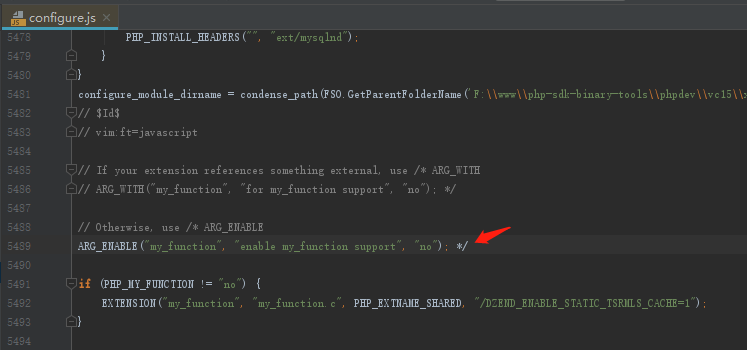 configure.js
5478 PHP_INSTALL_HEADERS("", "ext/mysqlnd");
5479 }
5480 }
5481 configure_module_dirname = condense_path(FSO.GetParentFolderName("F:\\www\\php-sdk-binary-tools\\phpdev\\vc15\\
5482 // $Id$
5483 // vim:ft=javascript
5484
5485 // If your extension references something external, use /* ARG_WITH
5486 // ARG_WITH("my_function", "for my_function support", "no"); */
5487
5488 // Otherwise, use /* ARG_ENABLE
5489 ARG_ENABLE("my_function", "enable my_function support", "no"); */
5490
5491 if (PHP_MY_FUNCTION != "no") {
5492 EXTENSION("my_function", "my_function.c", PHP_EXTNAME_SHARED, "/DZEND_ENABLE_STATIC_TSRMLS_CACHE=1");
5493 }
5494